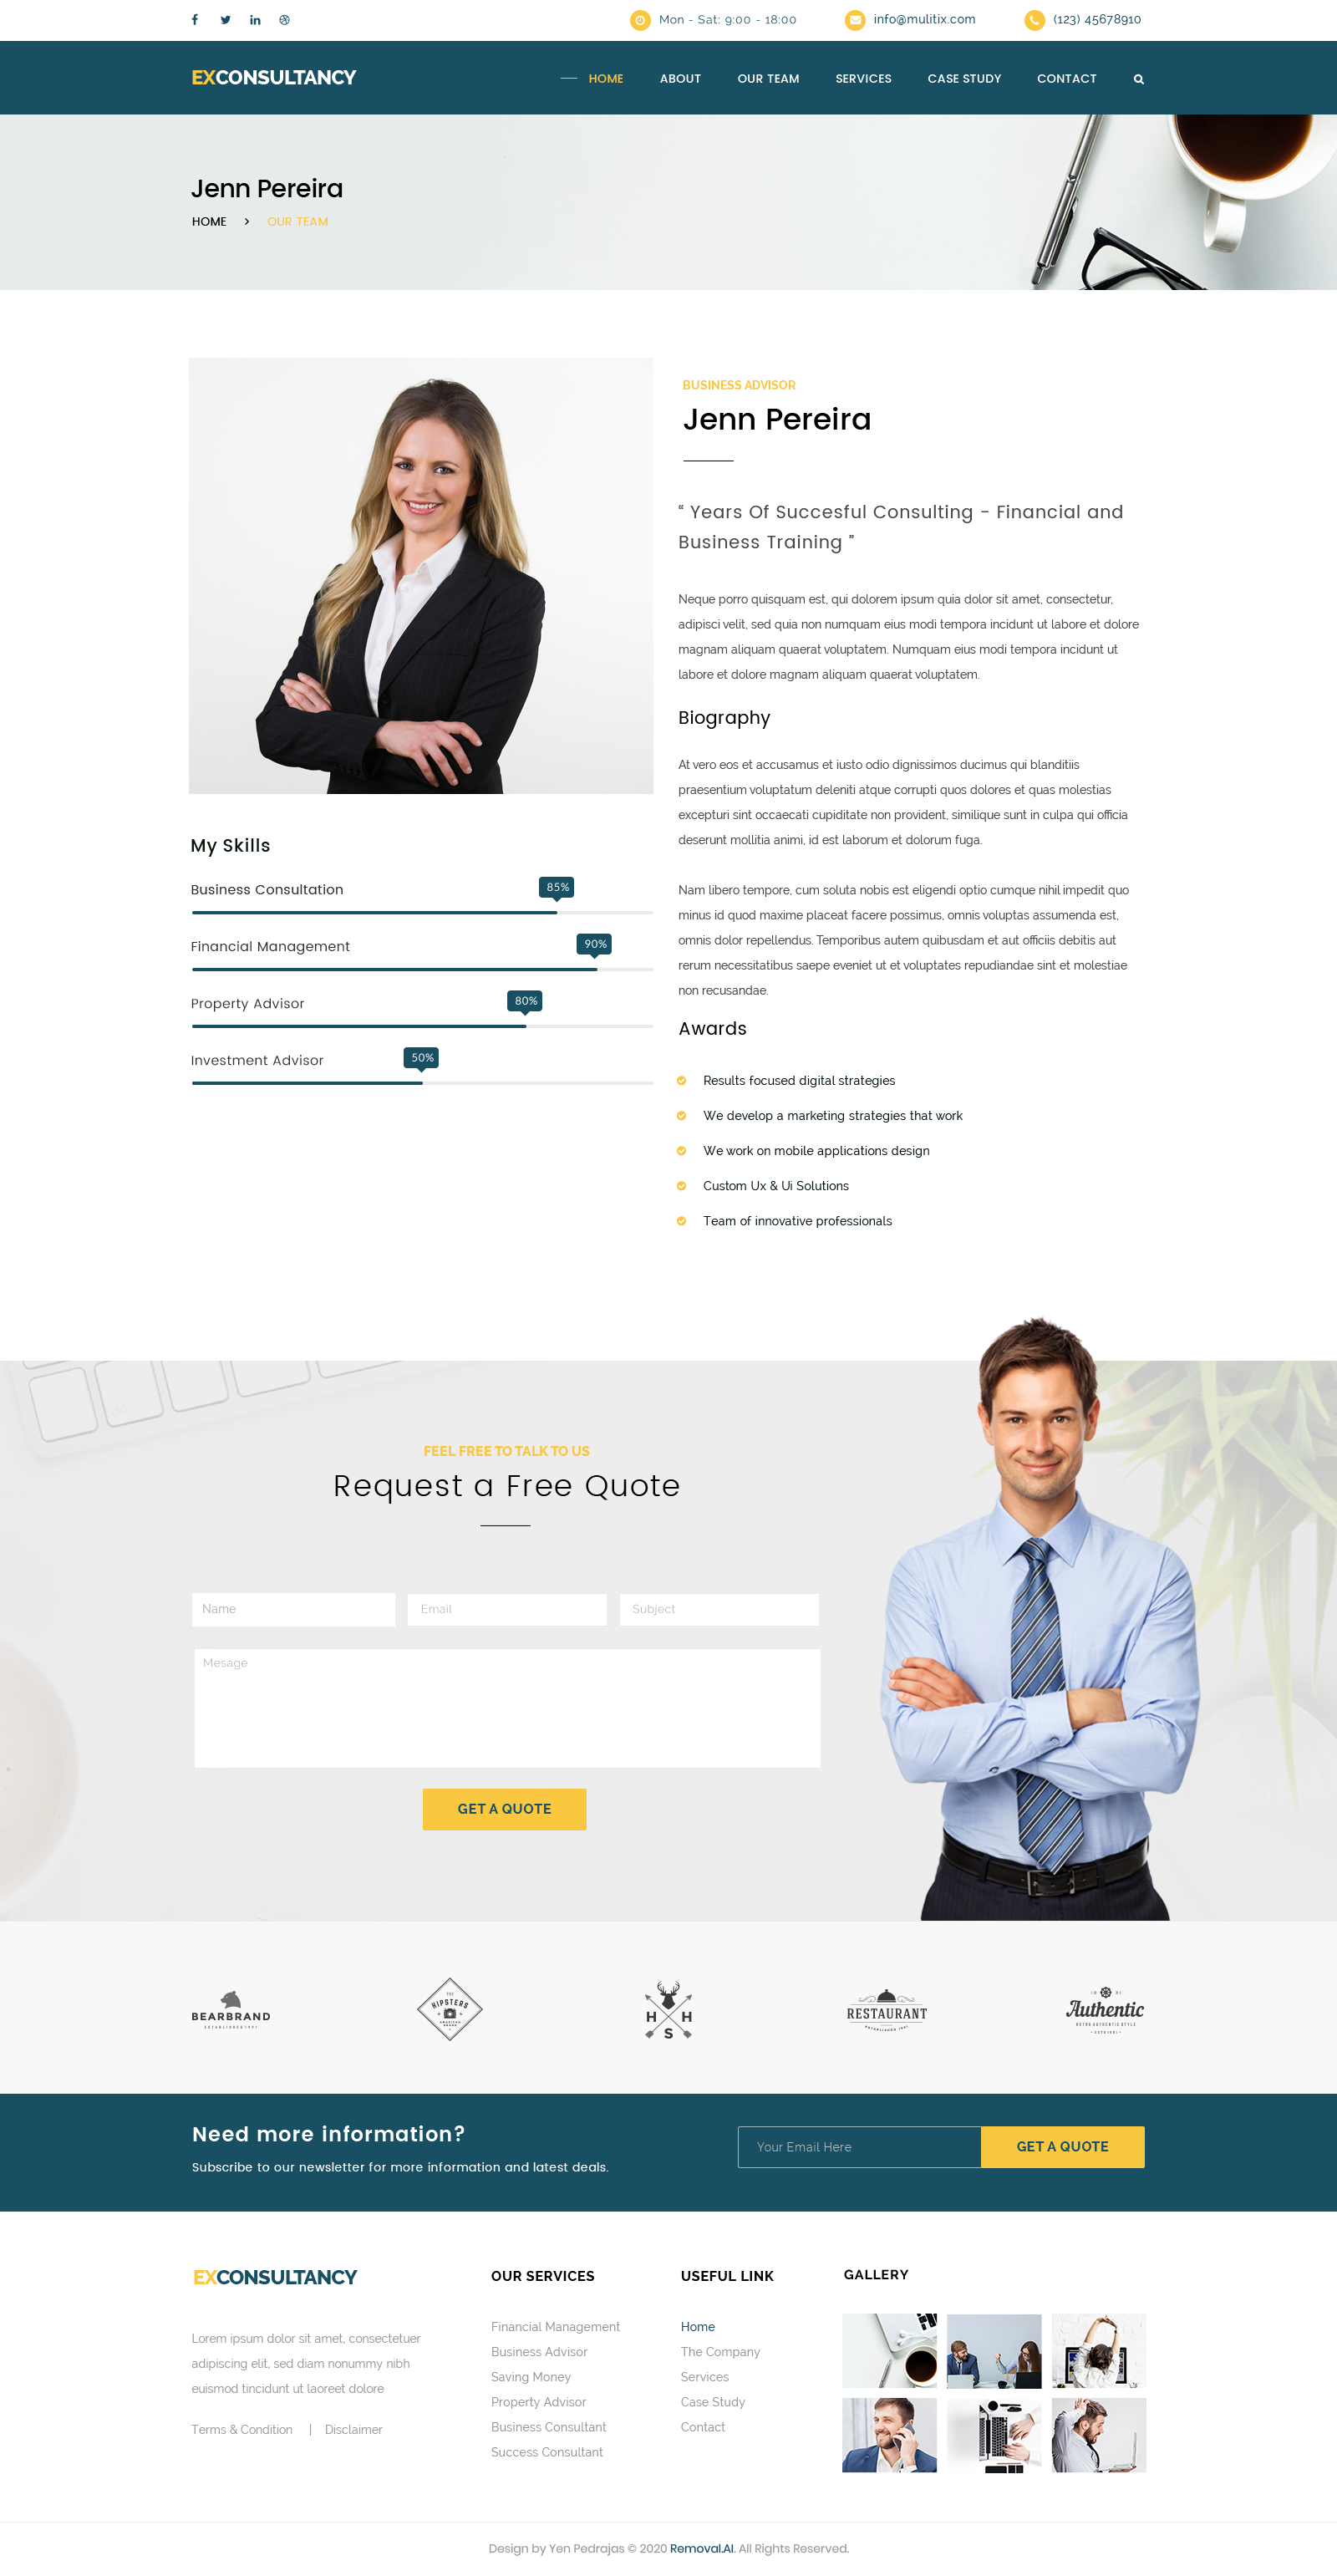 Mon - Sat: 9:00 - 18:00 info@mulitix.com (123) 45678910
EXCONSULTANCY HOME ABOUT OUR TEAM SERVICES CASE STUDY CONTACT
Jenn Pereira
HOME > OUR TEAM
BUSINESS ADVISOR
Jenn Pereira
“ Years Of Succesful Consulting - Financial and
Business Training ”
Neque porro quisquam est, qui dolorem ipsum quia dolor sit amet, consectetur,
adipisci velit, sed quia non numquam eius modi tempora incidunt ut labore et dolore
magnam aliquam quaerat voluptatem. Numquam eius modi tempora incidunt ut
labore et dolore magnam aliquam quaerat voluptatem.
Biography
At vero eos et accusamus et iusto odio dignissimos ducimus qui blanditiis
praesentium voluptatum deleniti atque corrupti quos dolores et quas molestias
excepturi sint occaecati cupiditate non provident, similique sunt in culpa qui officia
deserunt mollitia animi, id est laborum et dolorum fuga.
Nam libero tempore, cum soluta nobis est eligendi optio cumque nihil impedit quo
minus id quod maxime placeat facere possimus, omnis voluptas assumenda est,
omnis dolor repellendus. Temporibus autem quibusdam et aut officiis debitis aut
rerum necessitatibus saepe eveniet ut et voluptates repudiandae sint et molestiae
non recusandae.
Awards
Results focused digital strategies
We develop a marketing strategies that work
We work on mobile applications design
Custom Ux & Ui Solutions
Team of innovative professionals
My Skills
Business Consultation 85%
Financial Management 90%
Property Advisor 80%
Investment Advisor 50%
FEEL FREE TO TALK TO US
Request a Free Quote
Name Email Subject
Mesage
GET A QUOTE
BEARBRAND
ESTABLISHED 1991
THE
HIPSTERS
AMERICAN
BRAND
H H
S
RESTAURANT
ESTABLISHED 1991
Authentic
RETRO AUTHENTIC STYLE
Need more information?
Subscribe to our newsletter for more information and latest deals.
Your Email Here GET A QUOTE
EXCONSULTANCY
Lorem ipsum dolor sit amet, consectetuer
adipiscing elit, sed diam nonummy nibh
euismod tincidunt ut laoreet dolore
Terms & Condition | Disclaimer
OUR SERVICES
Financial Management
Business Advisor
Saving Money
Property Advisor
Business Consultant
Success Consultant
USEFUL LINK
Home
The Company
Services
Case Study
Contact
GALLERY
Design by Yen Pedrajas © 2020 Removal.AI. All Rights Reserved.